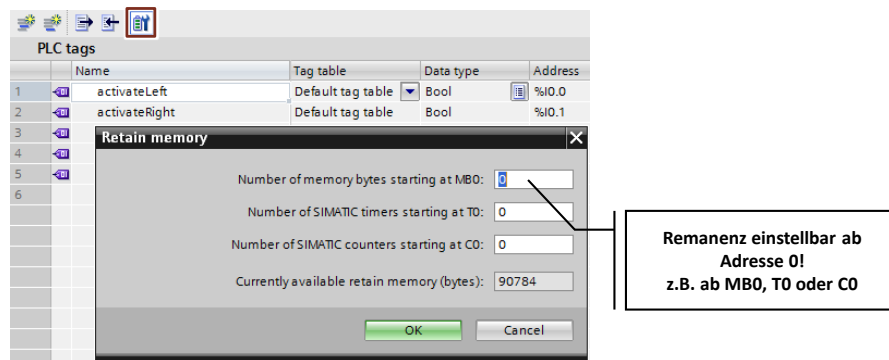 PLC tags
Name Tag table Data type Address
1 activateLeft Default tag table Bool %I0.0
2 activateRight Default tag table Bool %I0.1
3
4
5
6
Retain memory
Number of memory bytes starting at MB0: 0
Number of SIMATIC timers starting at T0: 0
Number of SIMATIC counters starting at C0: 0
Currently available retain memory (bytes): 90784
OK Cancel
Remanenz einstellbar ab
Adresse 0!
z.B. ab MB0, T0 oder C0